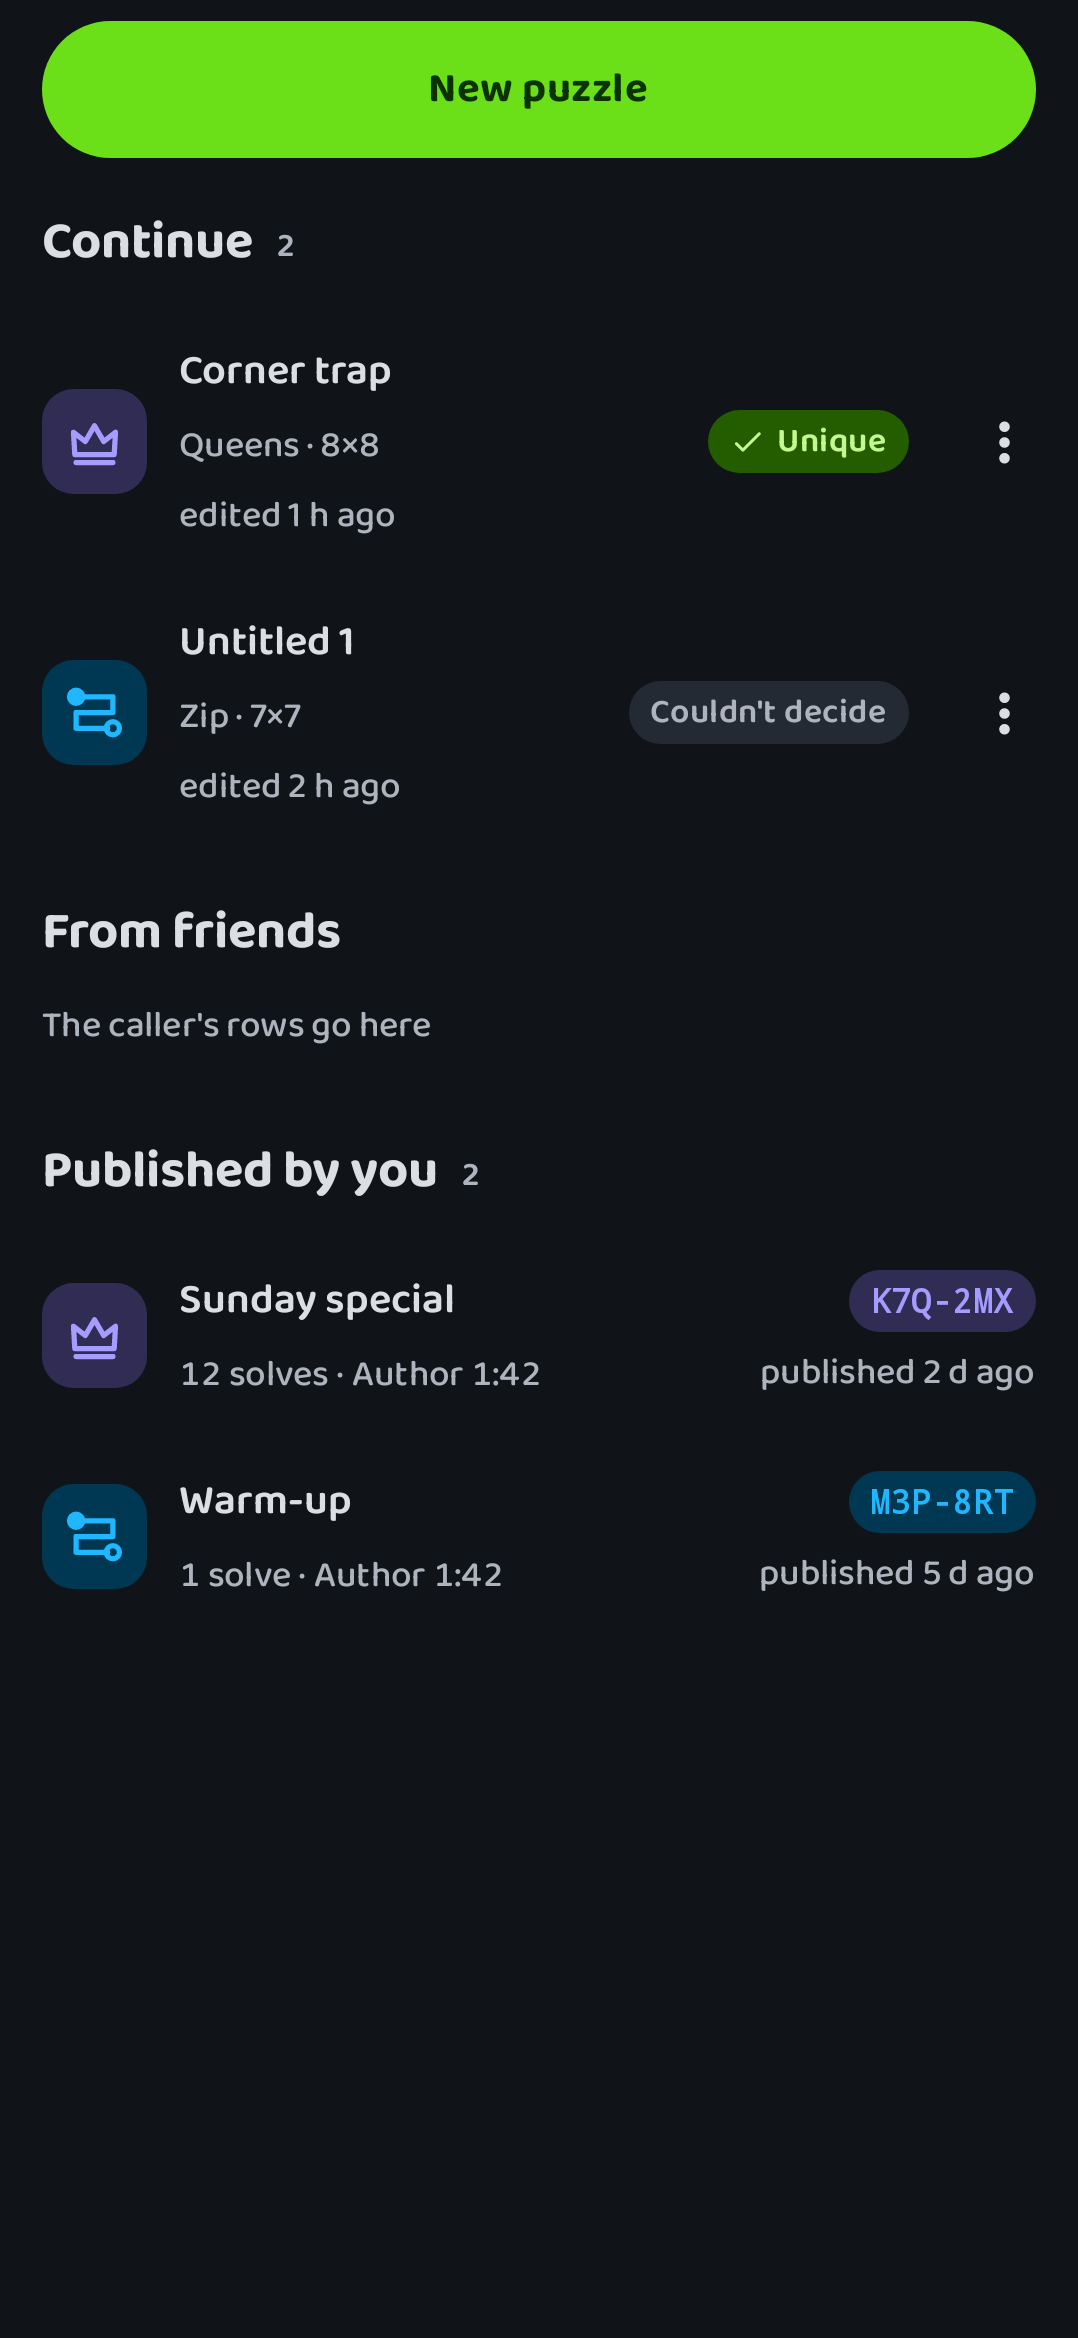 New puzzle
Continue 2
Corner trap
Queens · 8×8
edited 1 h ago
Unique
Untitled 1
Zip · 7×7
edited 2 h ago
Couldn't decide
From friends
The caller's rows go here
Published by you 2
Sunday special
12 solves · Author 1:42
K7Q-2MX
published 2 d ago
Warm-up
1 solve · Author 1:42
M3P-8RT
published 5 d ago